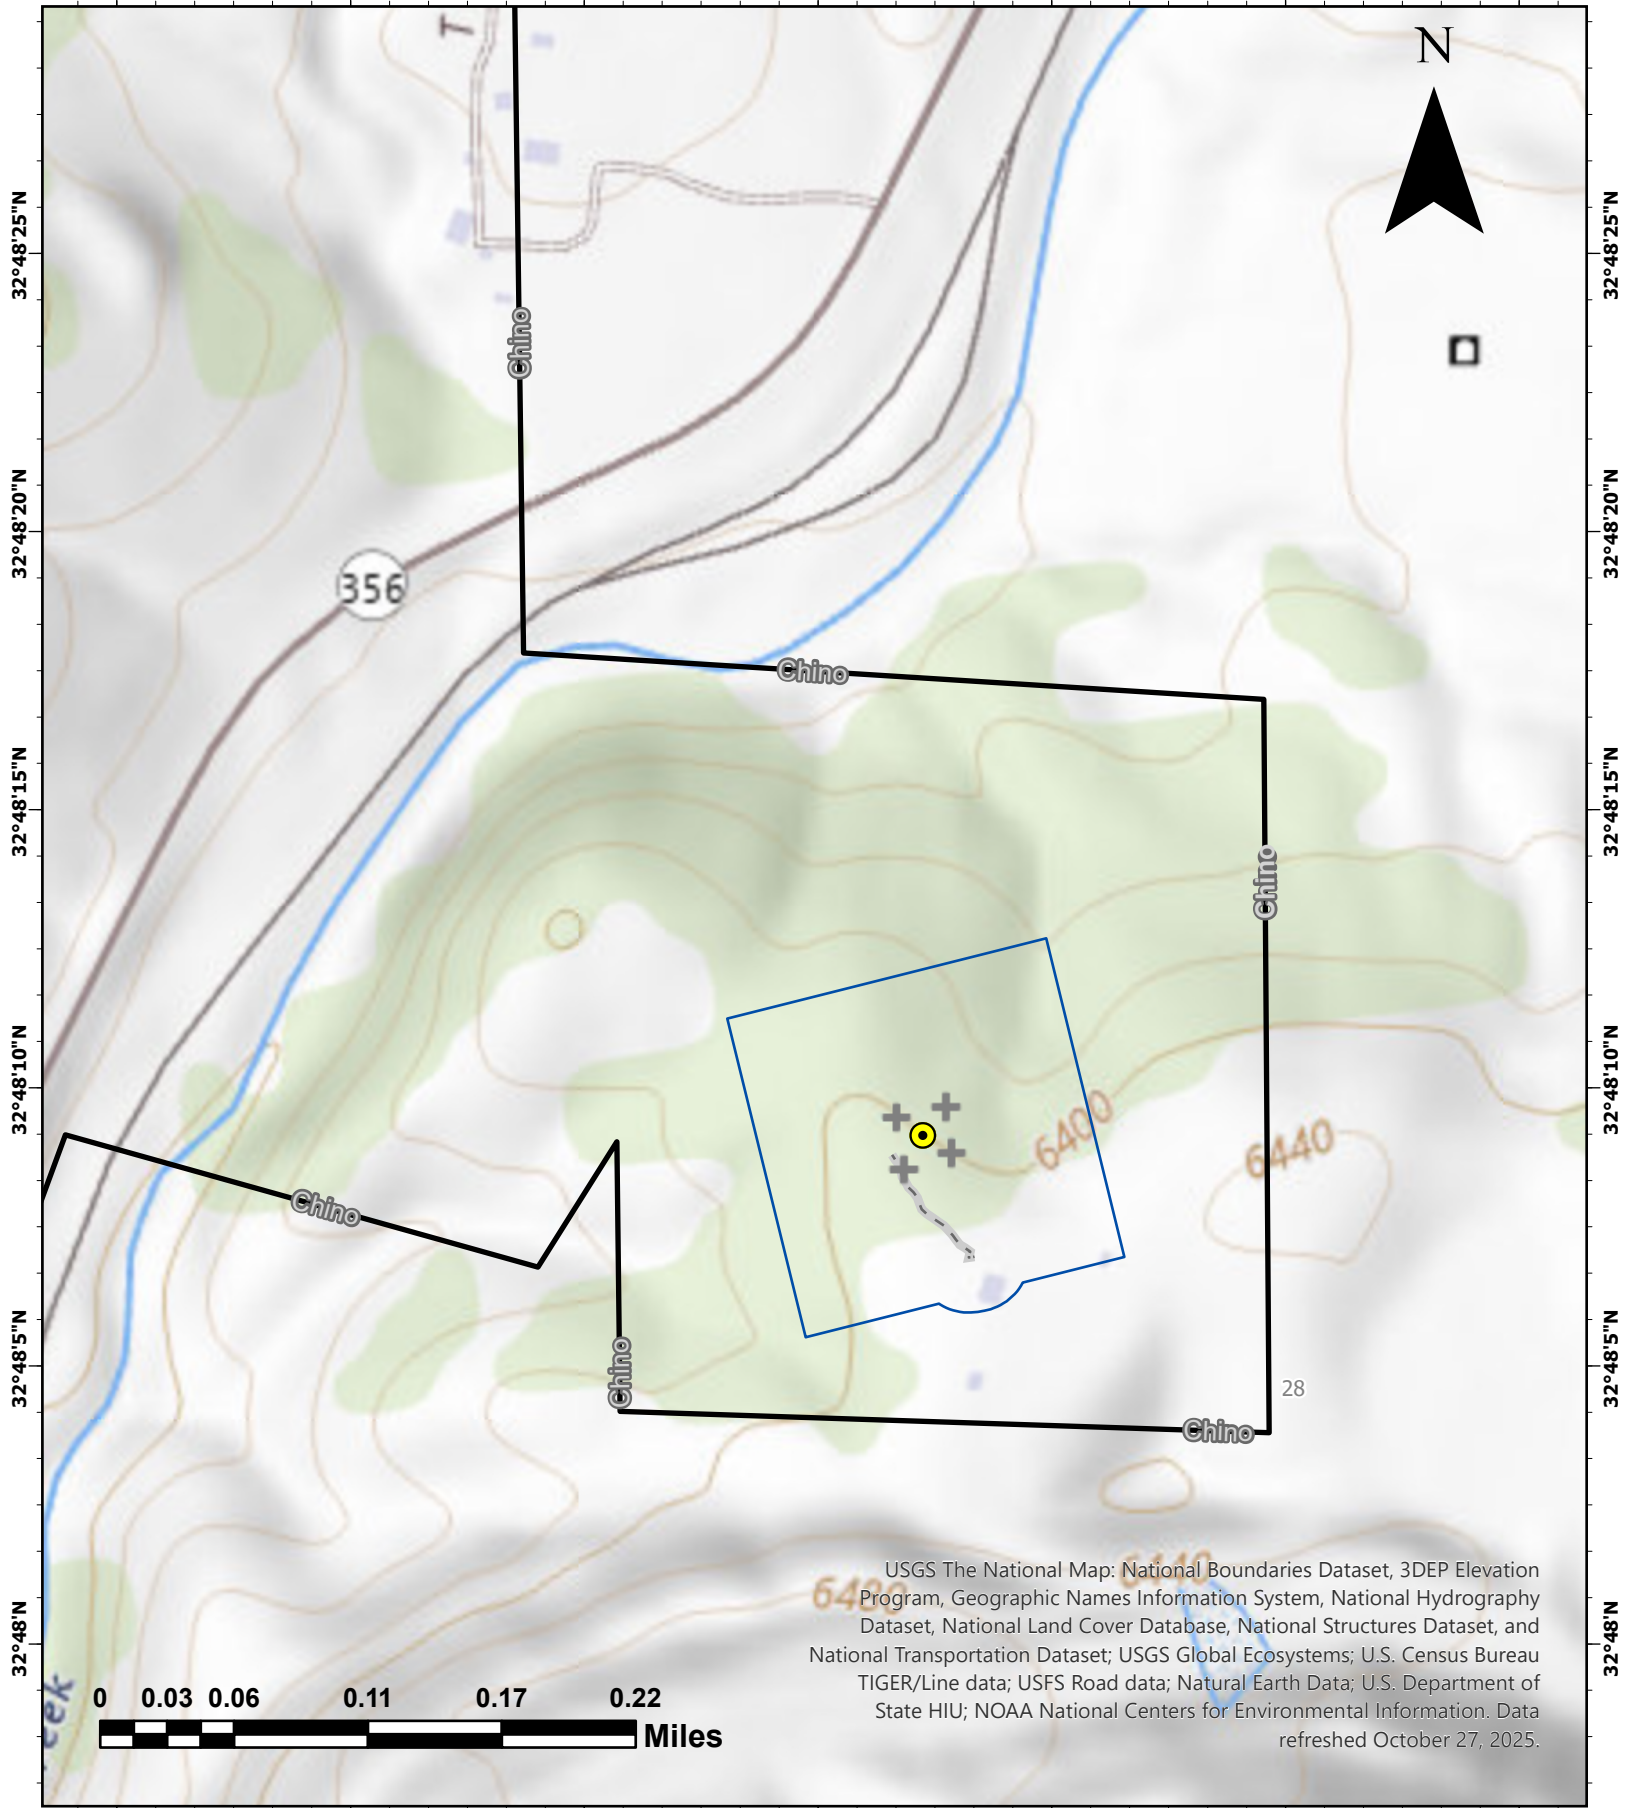 T
N
32°48'25"N
32°48'25"N
Chino
32°48'20"N
32°48'20"N
356
Chino
32°48'15"N
32°48'15"N
Chino
32°48'10"N
32°48'10"N
6400
6440
Chino
32°48'5"N
32°48'5"N
Chino
28
Chino
6480
6440
USGS The National Map: National Boundaries Dataset, 3DEP Elevation
Program, Geographic Names Information System, National Hydrography
Dataset, National Land Cover Database, National Structures Dataset, and
National Transportation Dataset; USGS Global Ecosystems; U.S. Census Bureau
TIGER/Line data; USFS Road data; Natural Earth Data; U.S. Department of
State HIU; NOAA National Centers for Environmental Information. Data
refreshed October 27, 2025.
32°48'N
32°48'N
eek
0 0.03 0.06 0.11 0.17 0.22
Miles